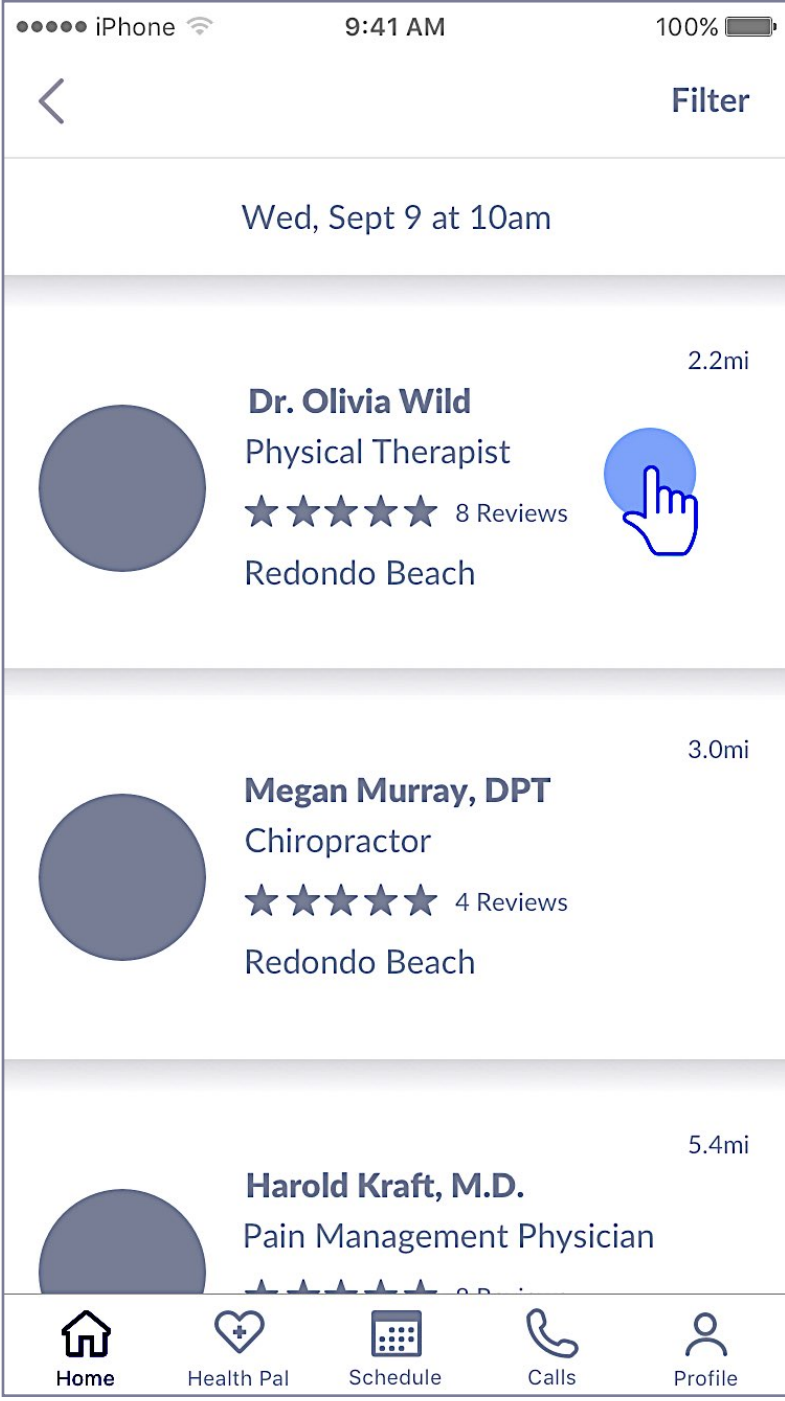 iPhone 9:41 AM 100%
Filter
Wed, Sept 9 at 10am
2.2mi
Dr. Olivia Wild
Physical Therapist
8 Reviews
Redondo Beach
3.0mi
Megan Murray, DPT
Chiropractor
4 Reviews
Redondo Beach
5.4mi
Harold Kraft, M.D.
Pain Management Physician
Home Health Pal Schedule Calls Profile